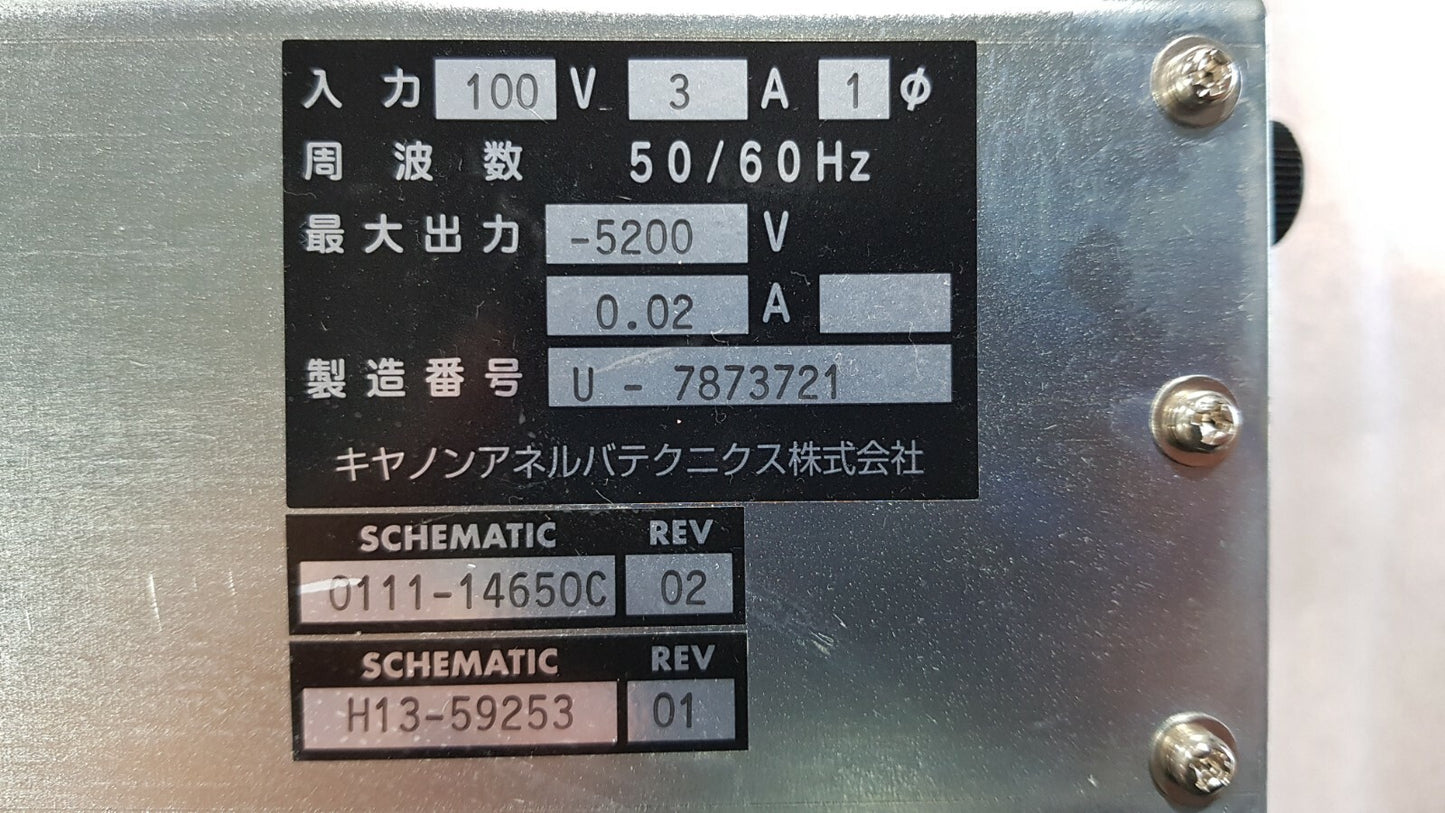 入力 100 V 3 A 1 φ
周波数 50/60Hz
最大出力 -5200 V
0.02 A
製造番号 U - 7873721
キヤノンアネルバテクニクス株式会社
SCHEMATIC REV
0111-14650C 02
SCHEMATIC REV
H13-59253 01